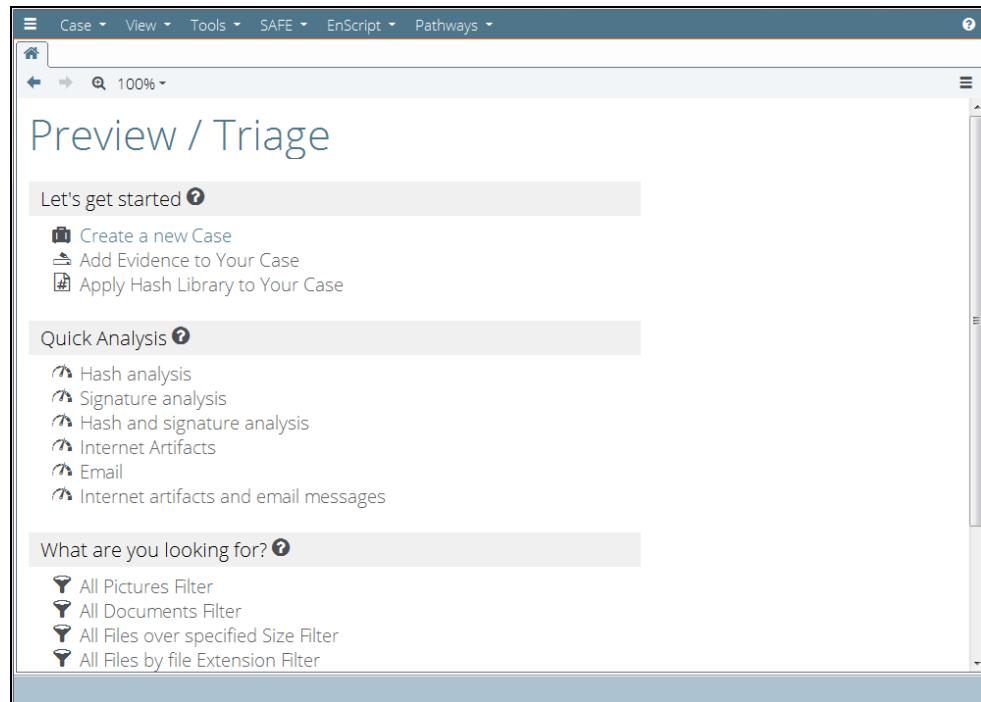 Case View Tools SAFE EnScript Pathways ?
100%
Preview / Triage
Let's get started ?
Create a new Case
Add Evidence to Your Case
# Apply Hash Library to Your Case
Quick Analysis ?
Hash analysis
Signature analysis
Hash and signature analysis
Internet Artifacts
Email
Internet artifacts and email messages
What are you looking for? ?
All Pictures Filter
All Documents Filter
All Files over specified Size Filter
All Files by file Extension Filter